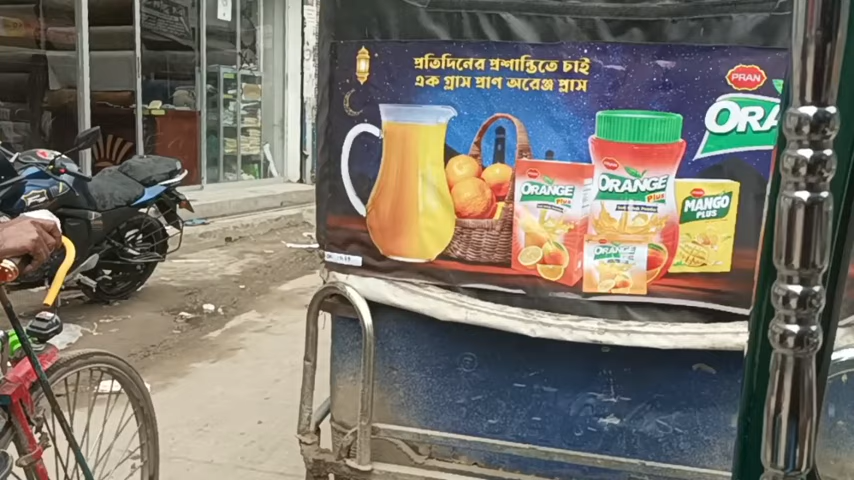 প্রতিদিনের প্রশান্তিতে চাই
এক গ্লাস প্রাণ অরেঞ্জ প্লাস
PRAN
ORA
ORANGE
Plus
ORANGE
Plus
MANGO
PLUS
ORANGE